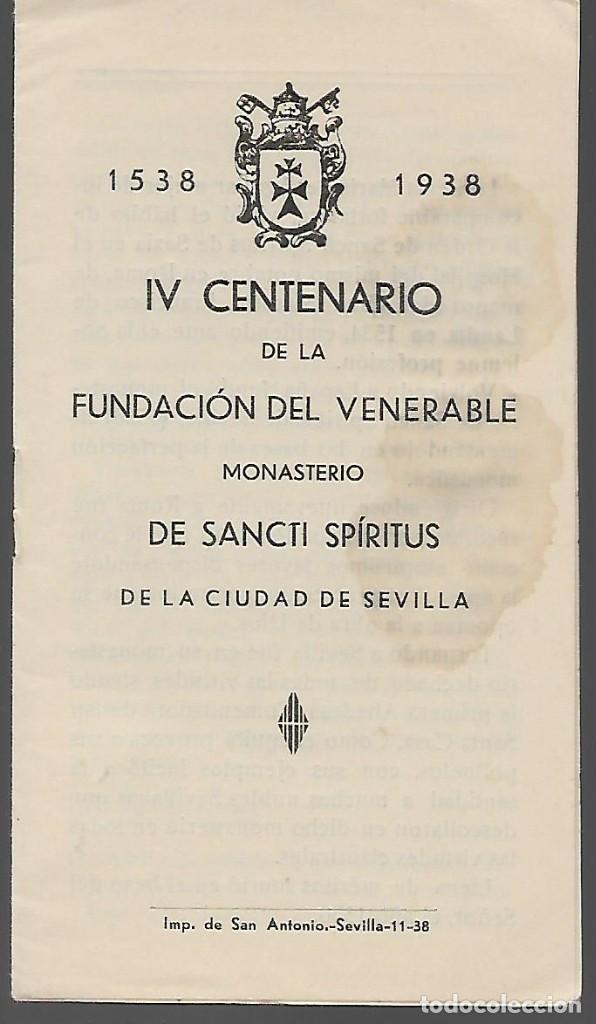 1538 1938
IV CENTENARIO
DE LA
FUNDACIÓN DEL VENERABLE
MONASTERIO
DE SANCTI SPÍRITUS
DE LA CIUDAD DE SEVILLA
Imp. de San Antonio.-Sevilla-11-38
todocoleccion